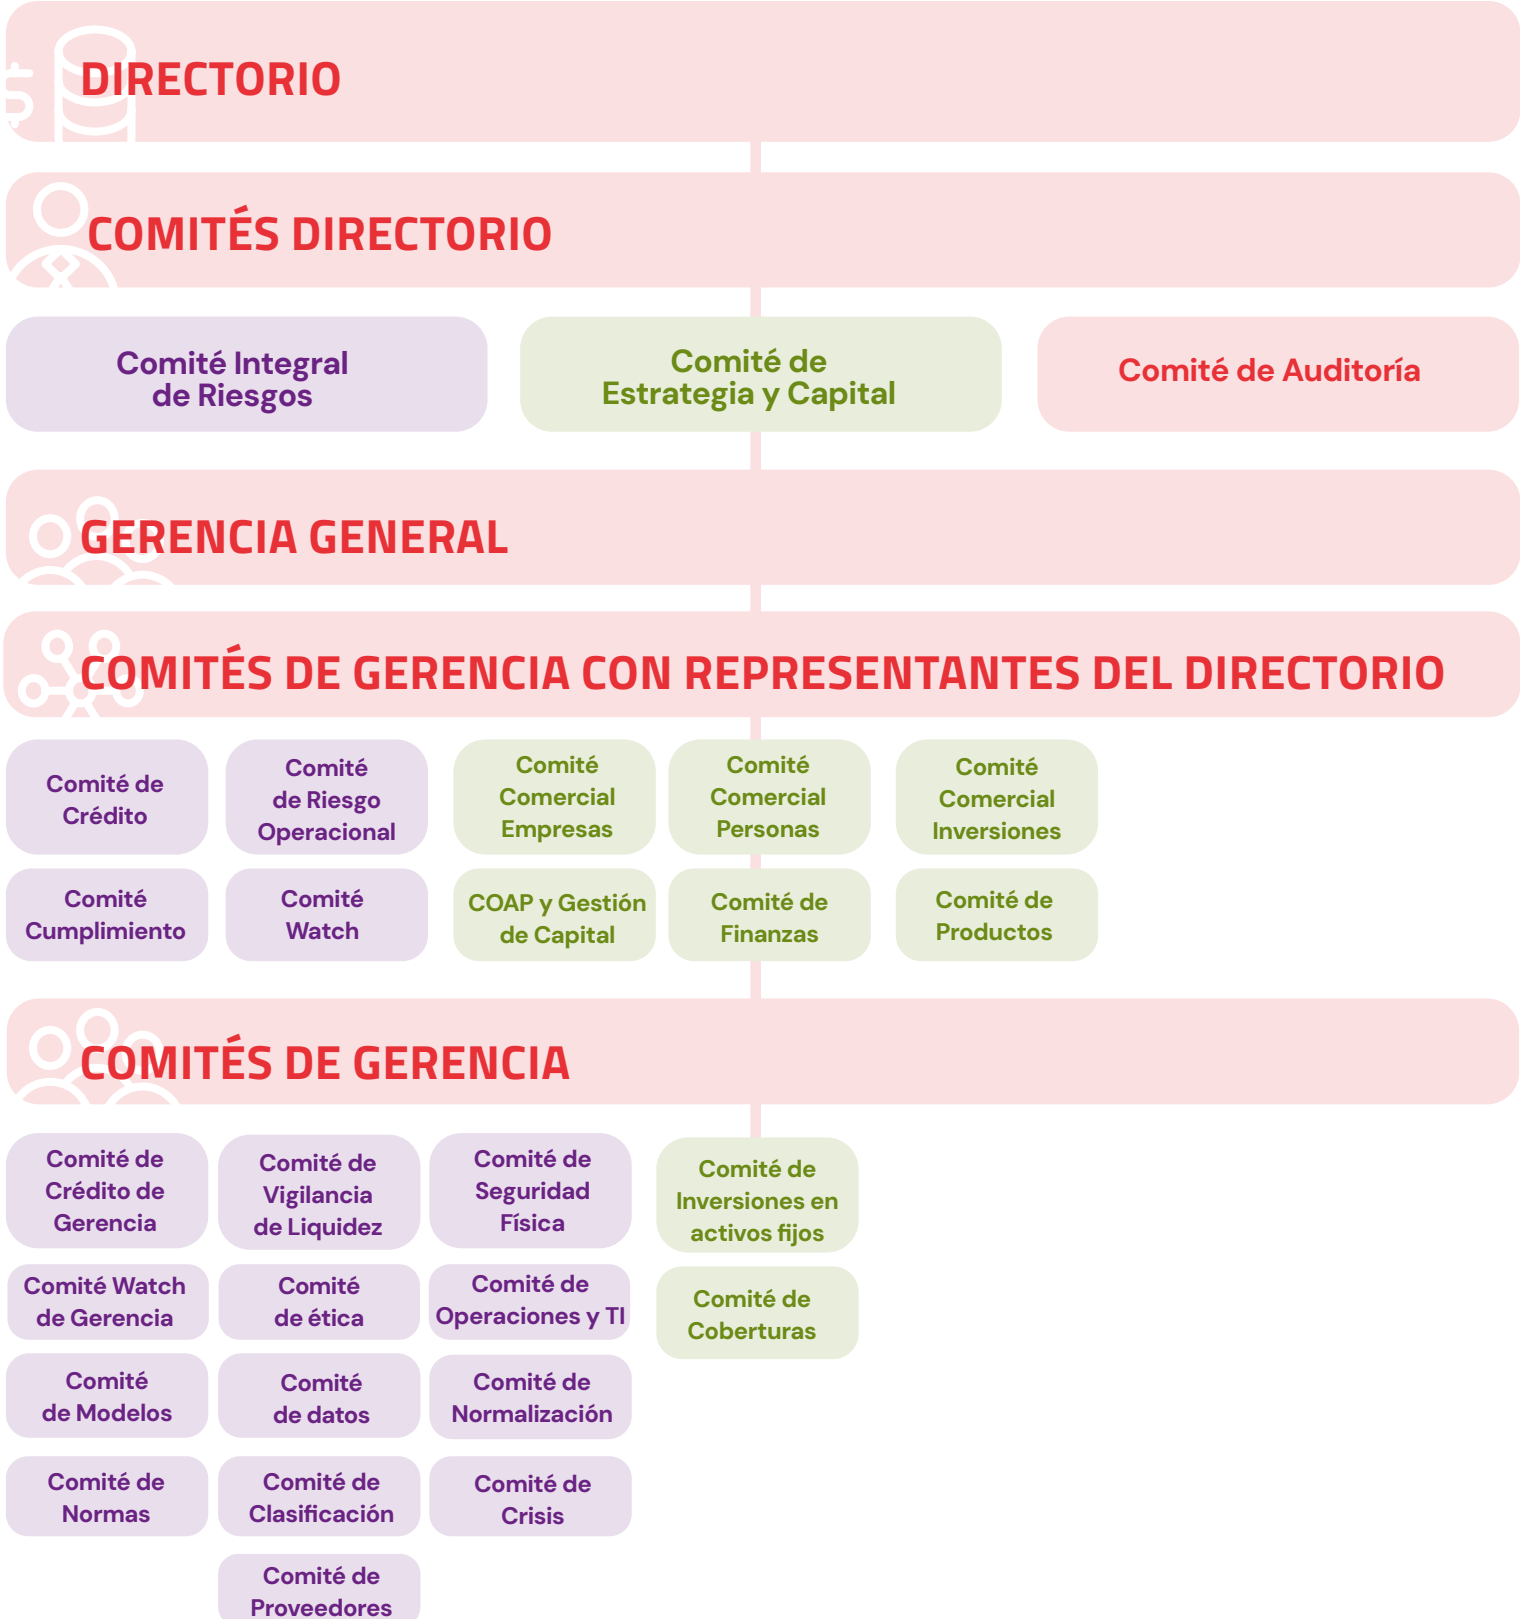 DIRECTORIO
COMITÉS DIRECTORIO
Comité Integral
de Riesgos
Comité de
Estrategia y Capital
Comité de Auditoría
GERENCIA GENERAL
COMITÉS DE GERENCIA CON REPRESENTANTES DEL DIRECTORIO
Comité de
Crédito
Comité
de Riesgo
Operacional
Comité
Comercial
Empresas
Comité
Comercial
Personas
Comité
Comercial
Inversiones
Comité
Cumplimiento
Comité
Watch
COAP y Gestión
de Capital
Comité de
Finanzas
Comité de
Productos
COMITÉS DE GERENCIA
Comité de
Crédito de
Gerencia
Comité de
Vigilancia
de Liquidez
Comité de
Seguridad
Física
Comité de
Inversiones en
activos fijos
Comité Watch
de Gerencia
Comité
de ética
Comité de
Operaciones y TI
Comité de
Coberturas
Comité
de Modelos
Comité
de datos
Comité de
Normalización
Comité de
Normas
Comité de
Clasificación
Comité de
Crisis
Comité de
Proveedores